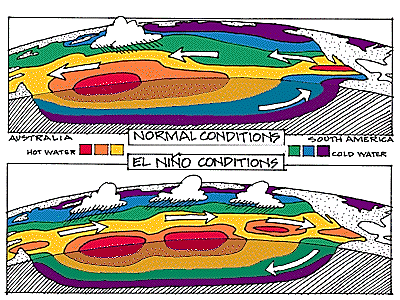 AUSTRALIA
NORMAL CONDITIONS
SOUTH AMERICA
HOT WATER
EL NIÑO CONDITIONS
COLD WATER